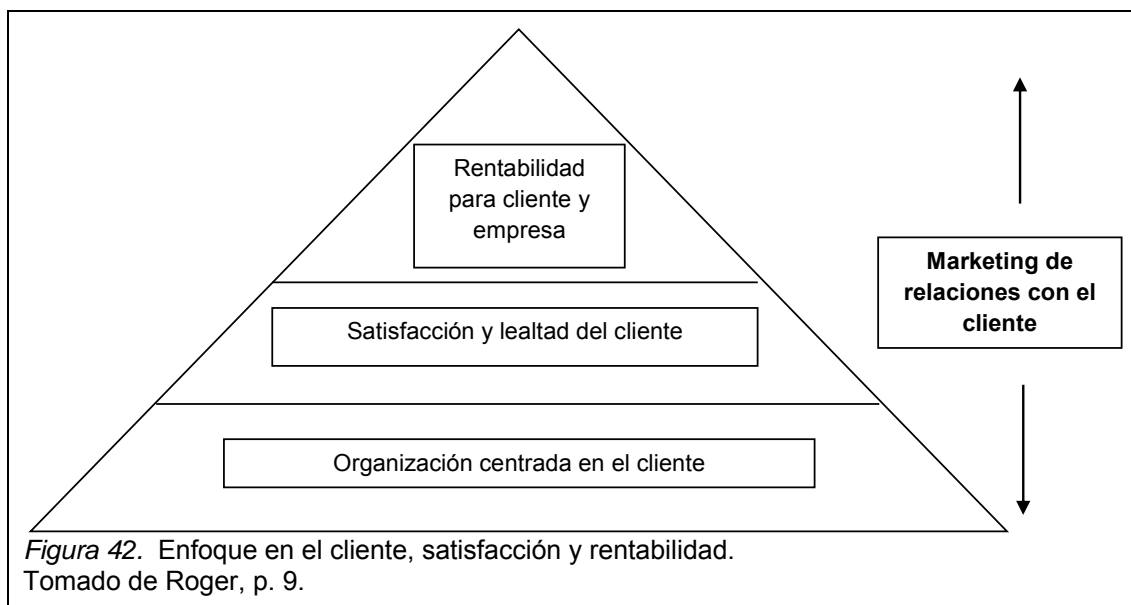 Rentabilidad
para cliente y
empresa
Marketing de
relaciones con el
cliente
Satisfacción y lealtad del cliente
Organización centrada en el cliente
Figura 42. Enfoque en el cliente, satisfacción y rentabilidad.
Tomado de Roger, p. 9.